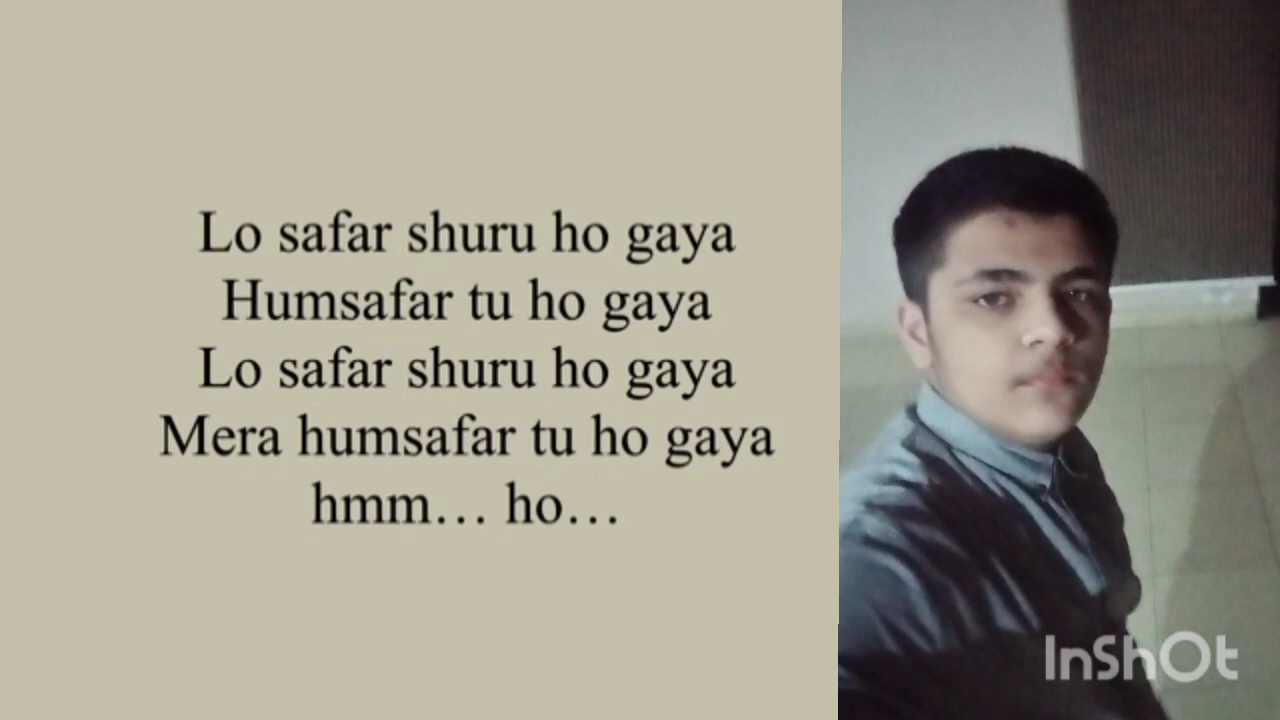 Lo safar shuru ho gaya
Humsafar tu ho gaya
Lo safar shuru ho gaya
Mera humsafar tu ho gaya
hmm… ho…
InShOt